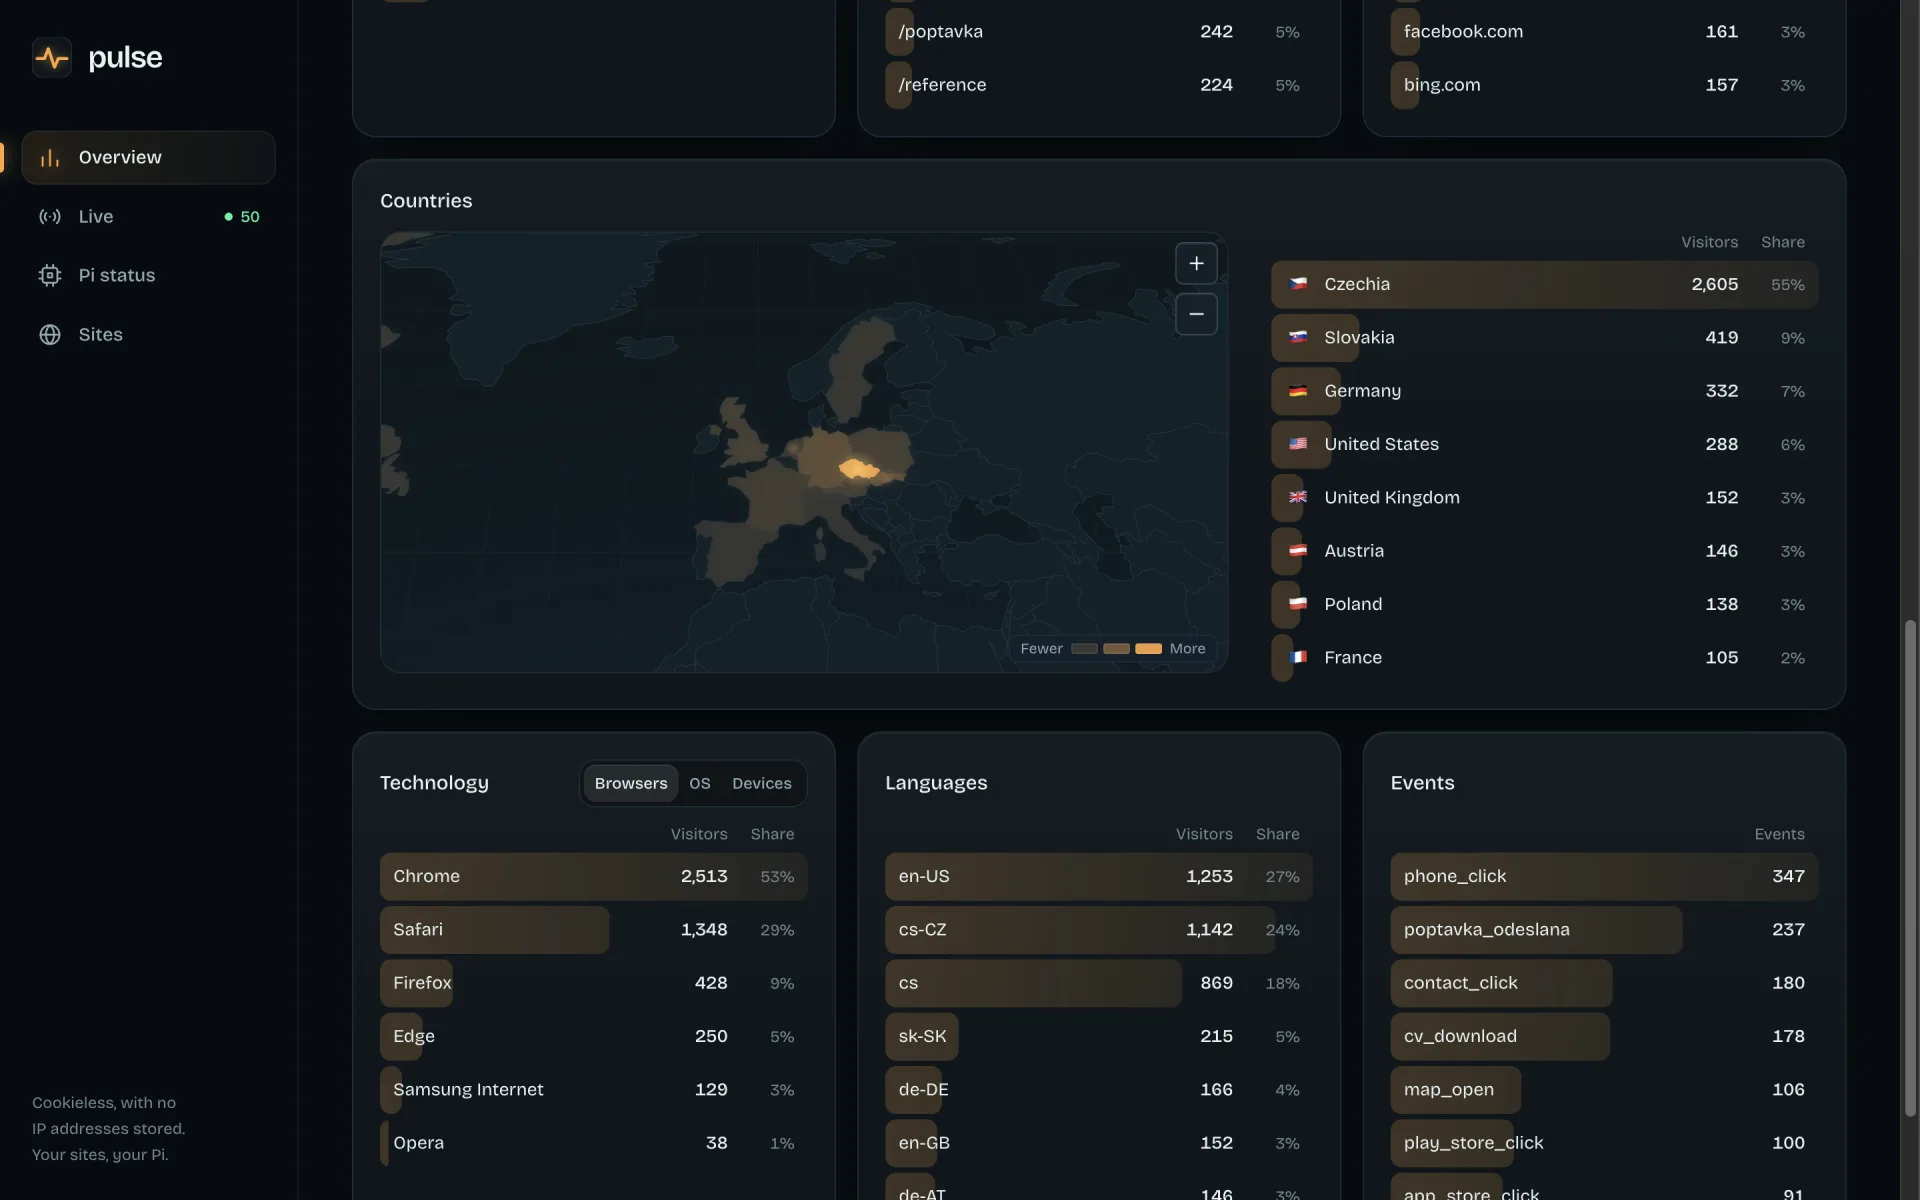 pulse
Overview
Live 50
Pi status
Sites
Cookieless, with no
IP addresses stored.
Your sites, your Pi.
/poptavka 242 5%
/reference 224 5%
facebook.com 161 3%
bing.com 157 3%
Countries
+
−
Fewer More
Visitors Share
Czechia 2,605 55%
Slovakia 419 9%
Germany 332 7%
United States 288 6%
United Kingdom 152 3%
Austria 146 3%
Poland 138 3%
France 105 2%
Technology Browsers OS Devices
Visitors Share
Chrome 2,513 53%
Safari 1,348 29%
Firefox 428 9%
Edge 250 5%
Samsung Internet 129 3%
Opera 38 1%
Languages
Visitors Share
en-US 1,253 27%
cs-CZ 1,142 24%
cs 869 18%
sk-SK 215 5%
de-DE 166 4%
en-GB 152 3%
de-AT 146 3%
Events
Events
phone_click 347
poptavka_odeslana 237
contact_click 180
cv_download 178
map_open 106
play_store_click 100
app_store_click 91